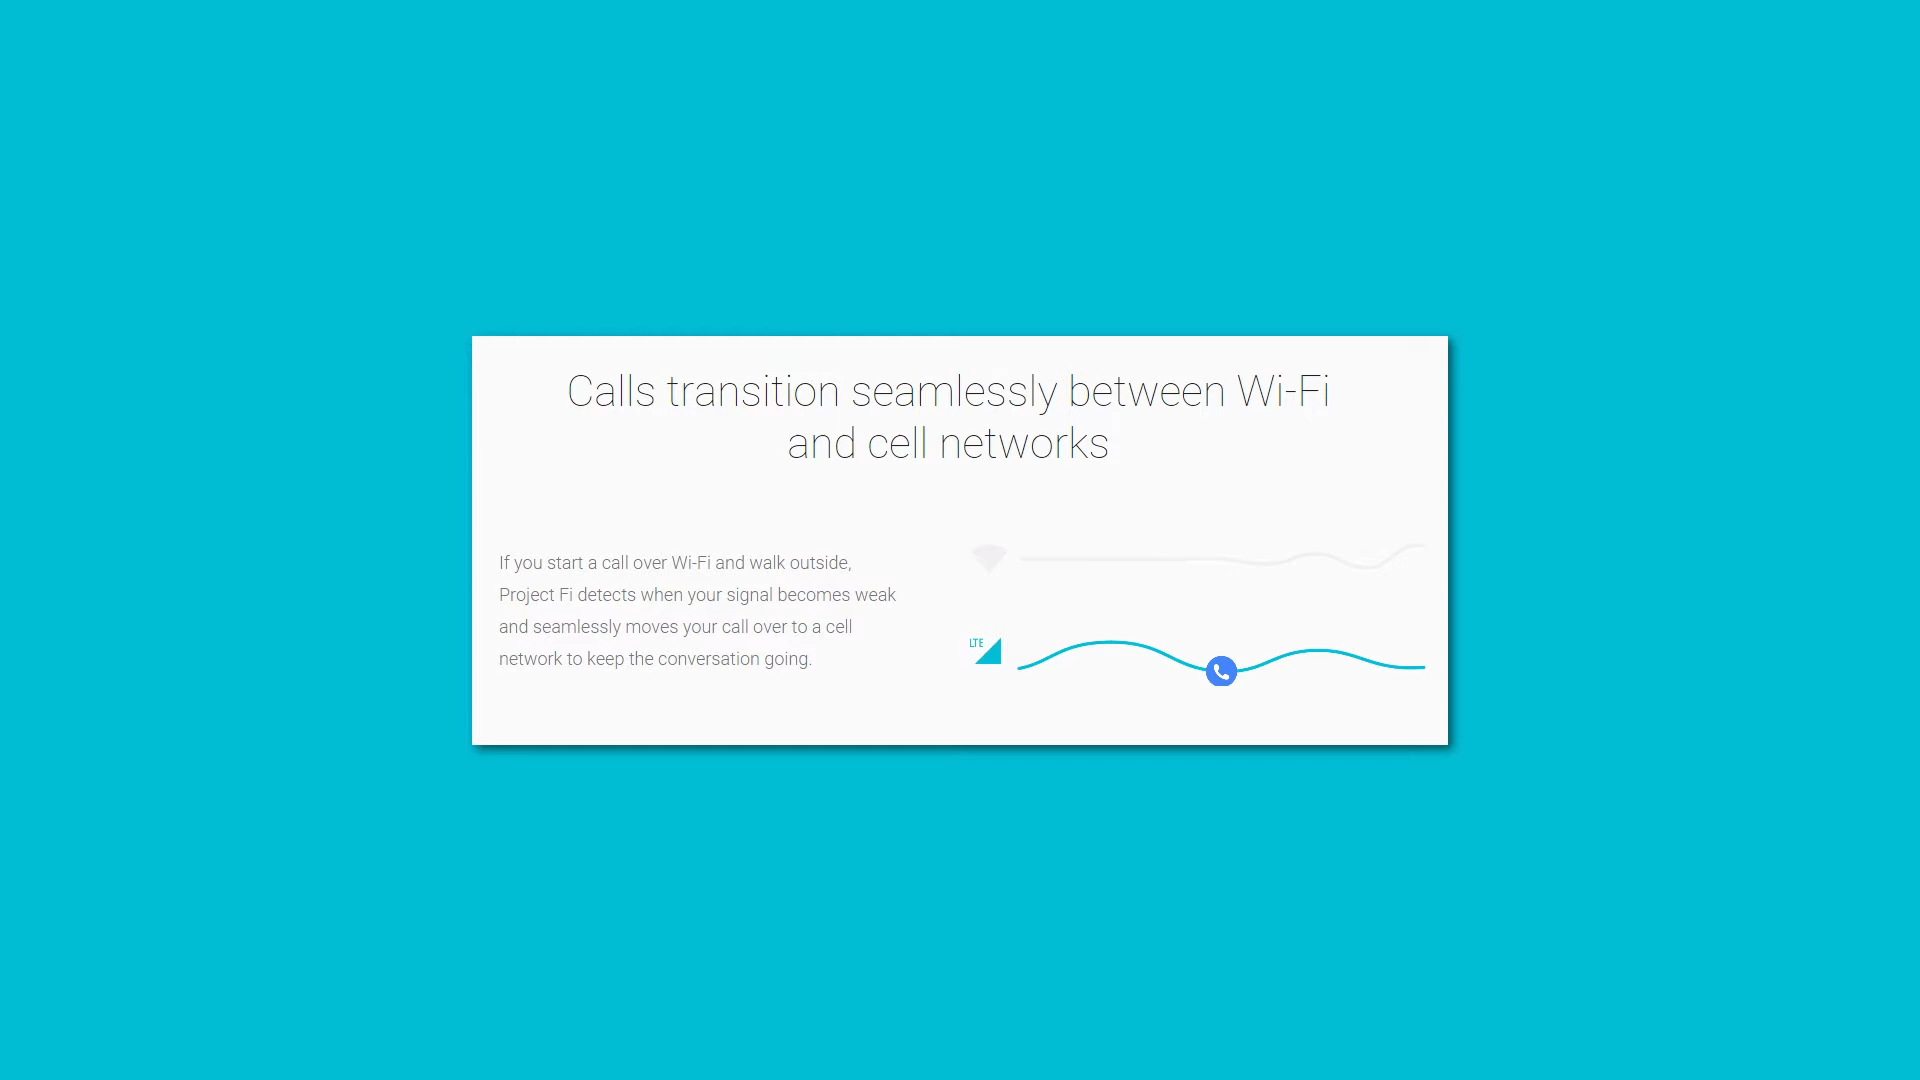 Calls transition seamlessly between Wi-Fi
and cell networks
If you start a call over Wi-Fi and walk outside,
Project Fi detects when your signal becomes weak
and seamlessly moves your call over to a cell
network to keep the conversation going.
LTE